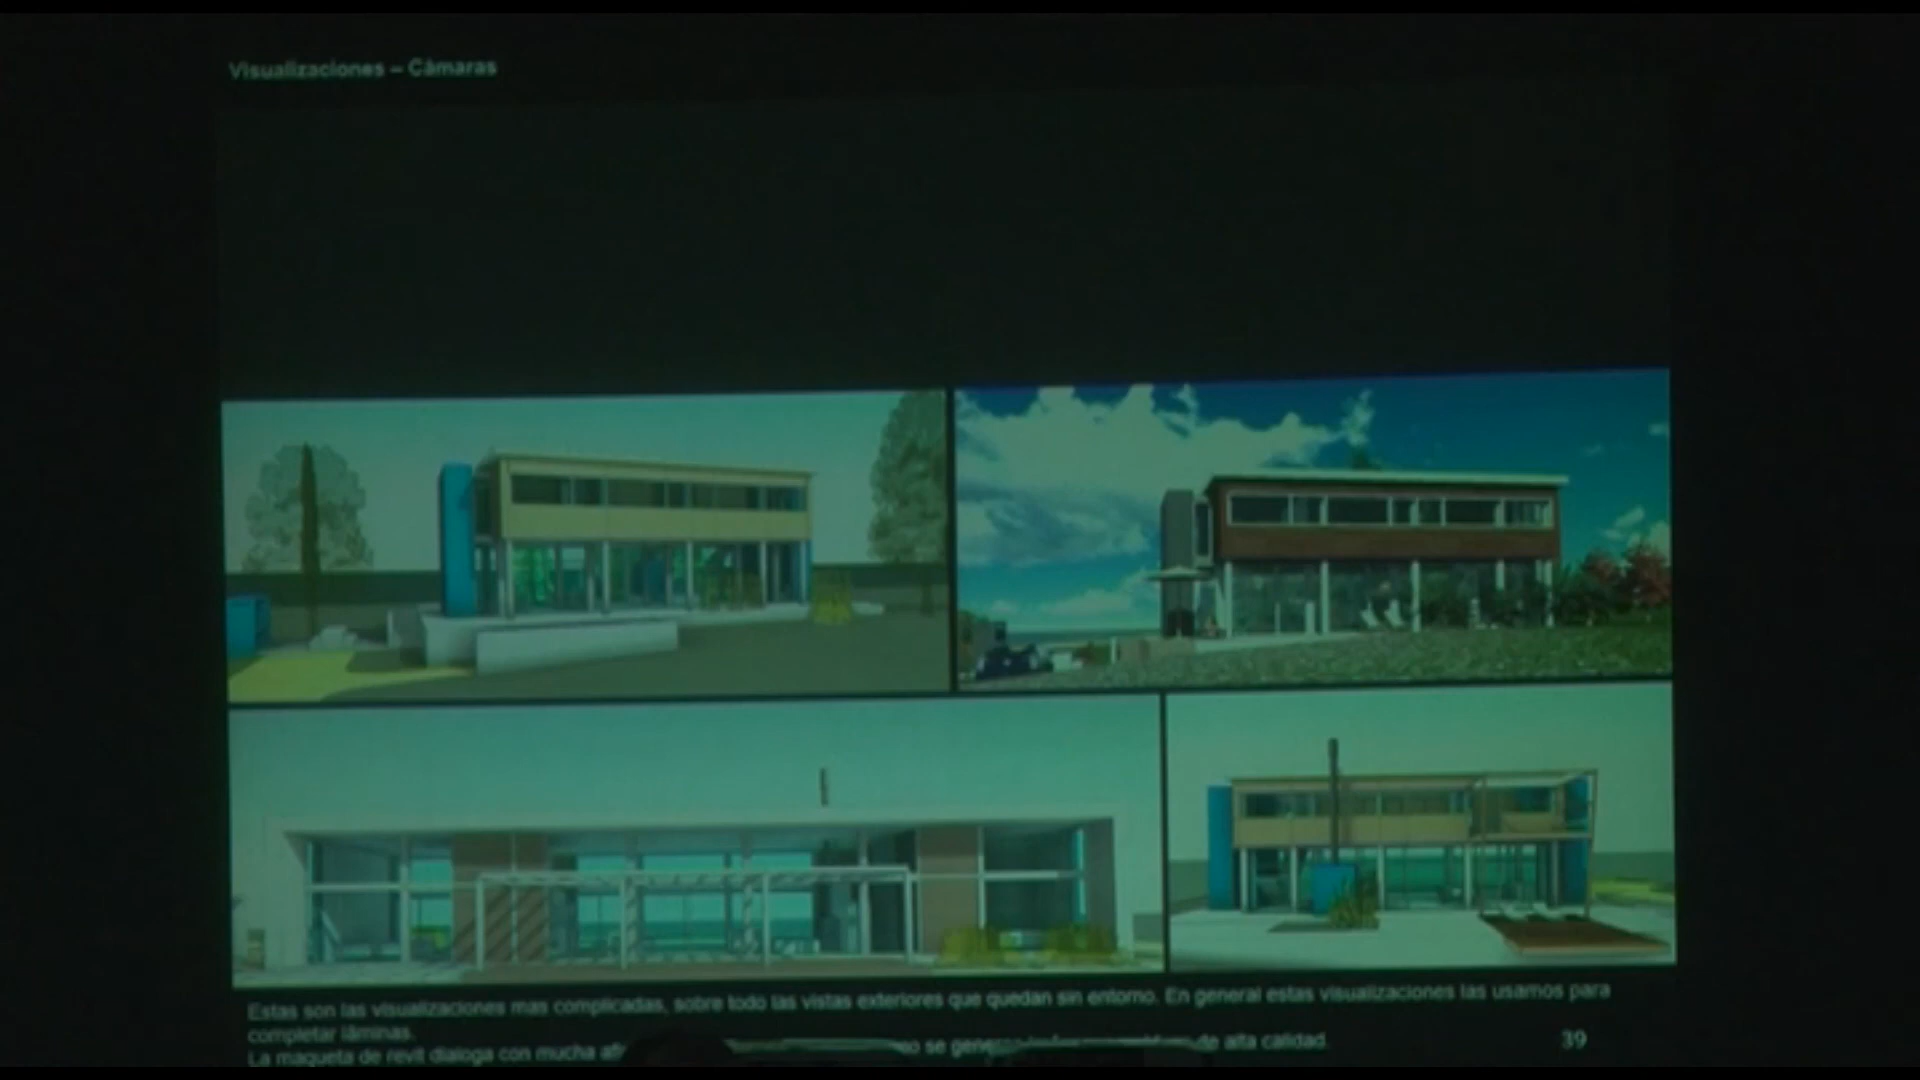 Visualizaciones – Cámaras
Estas son las visualizaciones mas complicadas, sobre todo las vistas exteriores que quedan sin entorno. En general estas visualizaciones las usamos para
completar láminas.
La maqueta de revit dialoga con mucha se de alta calidad.
39